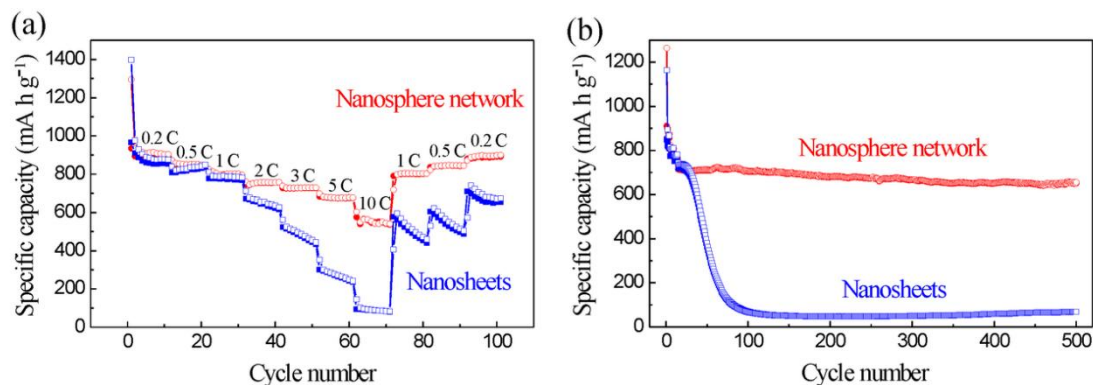 (a)
Specific capacity (mA h g⁻¹)
1400
1200
1000
800
600
400
200
0
0.2 C
0.5 C
1 C
2 C
3 C
5 C
10 C
1 C
0.5 C
0.2 C
Nanosphere network
Nanosheets
0 20 40 60 80 100
Cycle number
(b)
Specific capacity (mA h g⁻¹)
1200
1000
800
600
400
200
0
Nanosphere network
Nanosheets
0 100 200 300 400 500
Cycle number